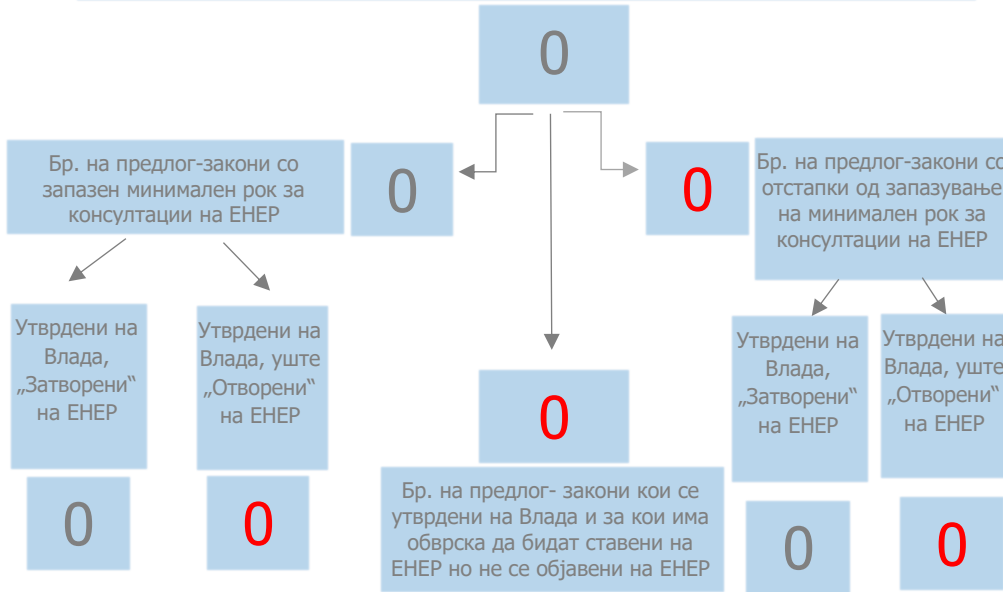 0
Бр. на предлог-закони со
запазен минимален рок за
консултации на ЕНЕР
0
0
Бр. на предлог-закони со
отстапки од запазување
на минимален рок за
консултации на ЕНЕР
Утврдени на
Влада,
„Затворени“
на ЕНЕР
Утврдени на
Влада, уште
„Отворени“
на ЕНЕР
0
0
0
Бр. на предлог- закони кои се
утврдени на Влада и за кои има
обврска да бидат ставени на
ЕНЕР но не се објавени на ЕНЕР
Утврдени на
Влада,
„Затворени“
на ЕНЕР
Утврдени на
Влада, уште
„Отворени“
на ЕНЕР
0
0